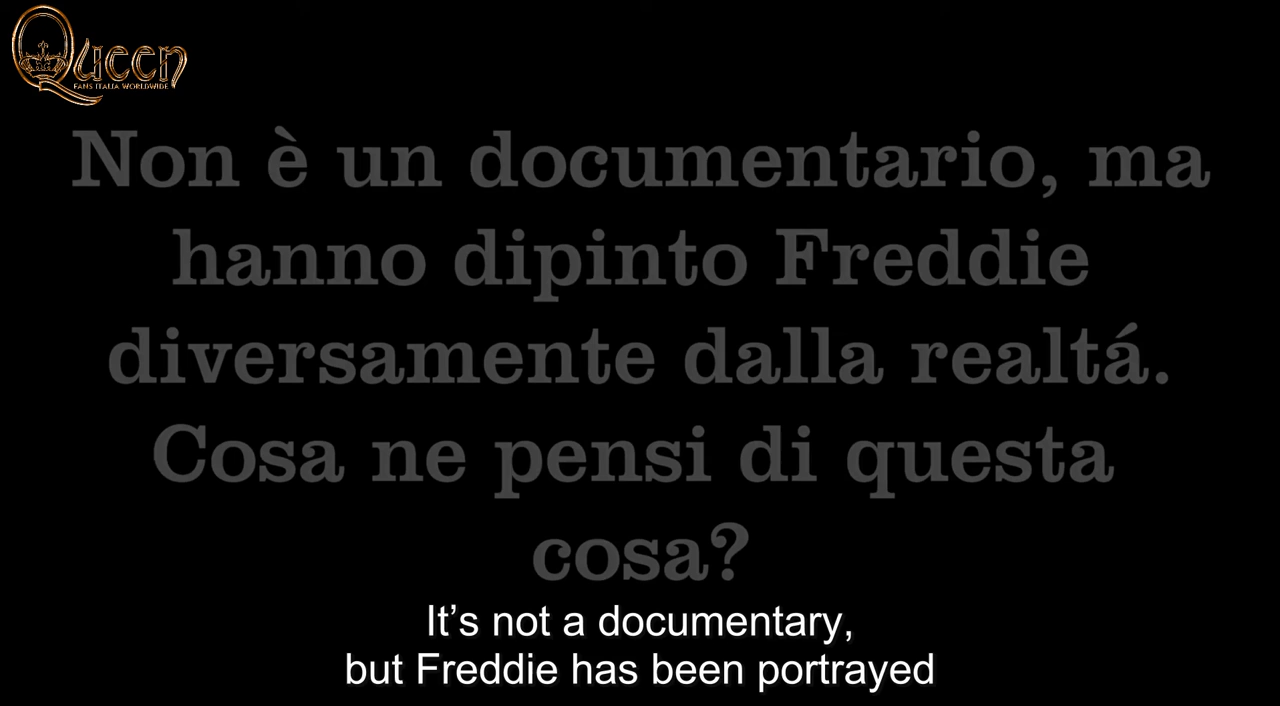 Queen
FANS ITALIA WORLDWIDE
Non è un documentario, ma
hanno dipinto Freddie
diversamente dalla realtá.
Cosa ne pensi di questa
cosa?
It’s not a documentary,
but Freddie has been portrayed